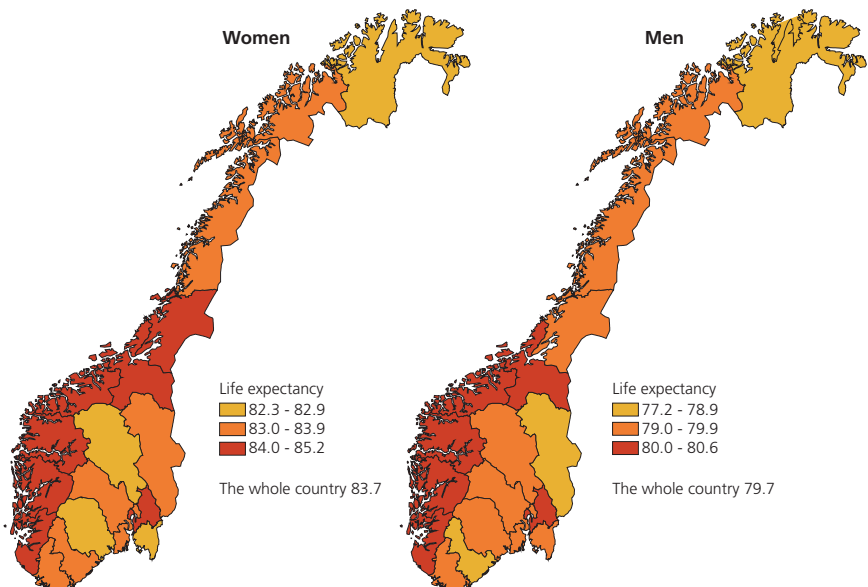 Women
Life expectancy
82.3 - 82.9
83.0 - 83.9
84.0 - 85.2
The whole country 83.7
Men
Life expectancy
77.2 - 78.9
79.0 - 79.9
80.0 - 80.6
The whole country 79.7